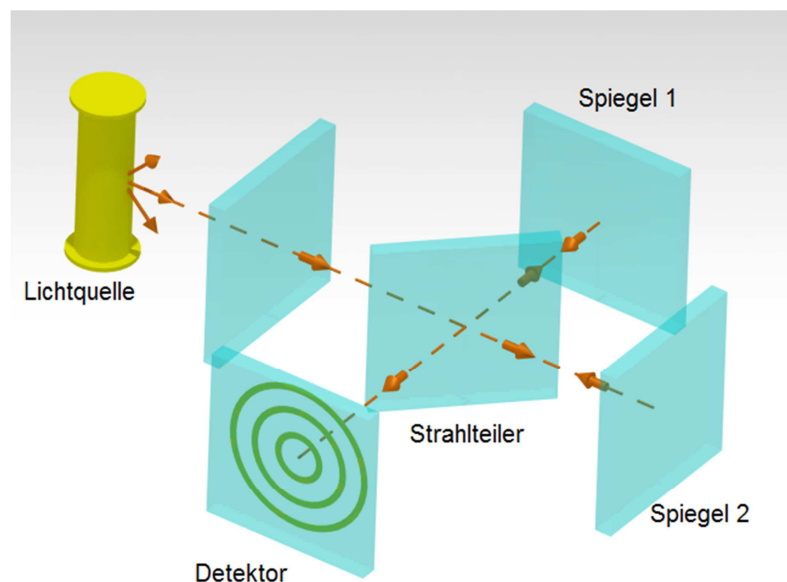 Spiegel 1
Lichtquelle
Strahlteiler
Spiegel 2
Detektor